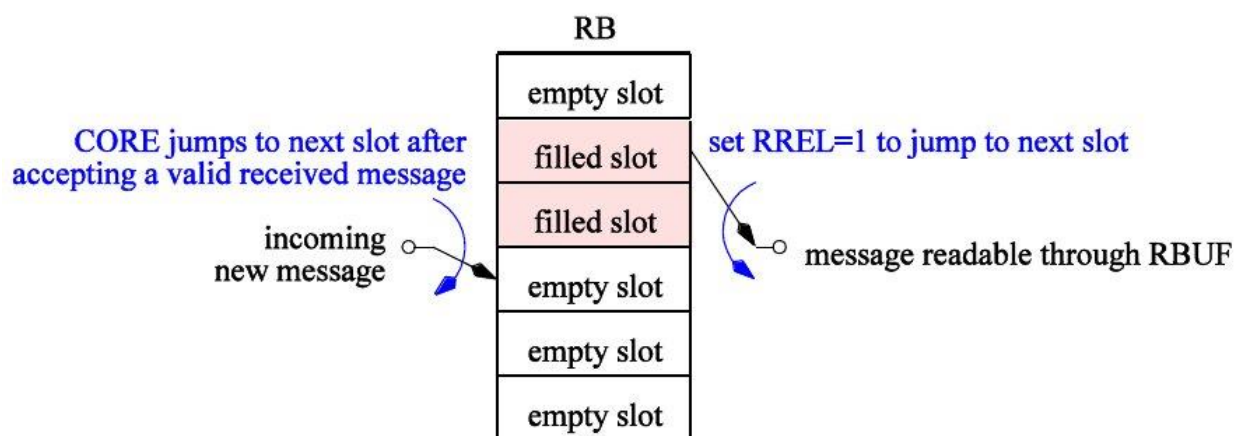 RB
empty slot
CORE jumps to next slot after
accepting a valid received message
filled slot
set RREL=1 to jump to next slot
filled slot
incoming
new message
message readable through RBUF
empty slot
empty slot
empty slot